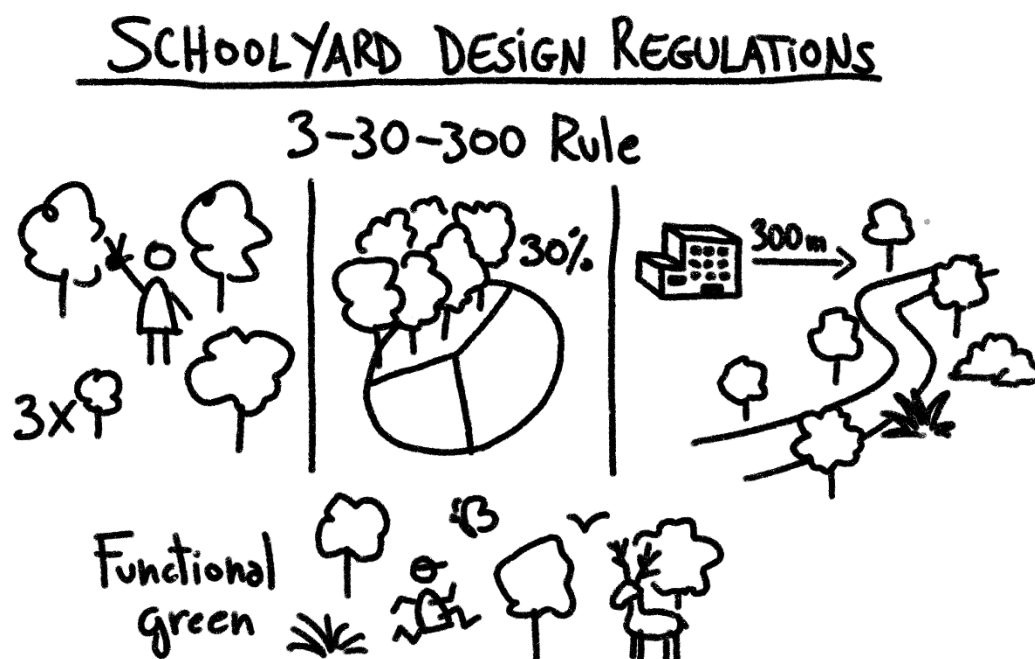 SCHOOLYARD DESIGN REGULATIONS
3-30-300 Rule
3x
30%
300m
Functional
green